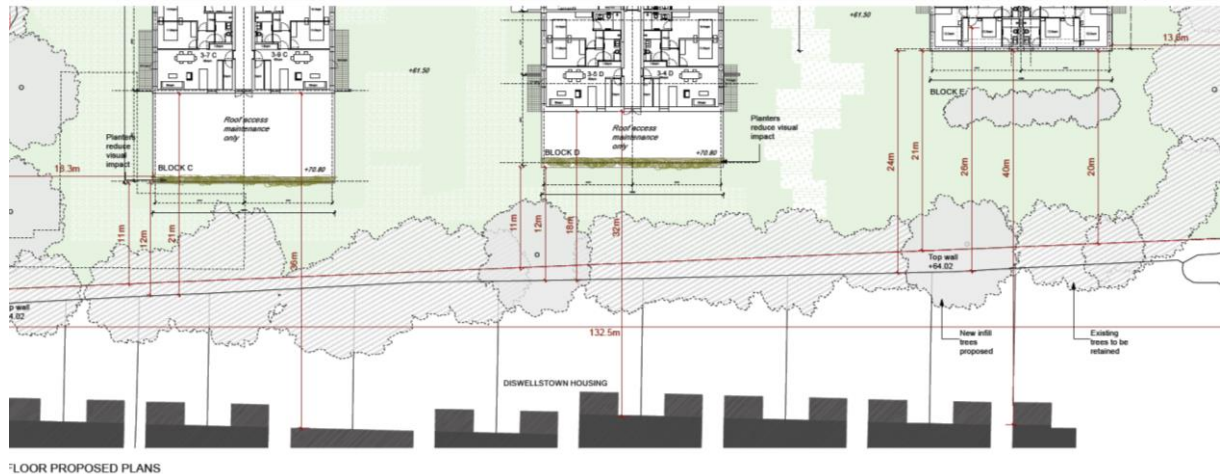 +61.50
13.0m
3-7 C
3-8 C
+61.50
3-5 D
3-4 D
BLOCK E
Roof access
maintenance
only
Planters
reduce visual
impact
Roof access
maintenance
only
Planters
reduce visual
impact
BLOCK C
+70.80
BLOCK D
+70.80
18.3m
11m
12m
21m
36m
11m
12m
18m
32m
24m
21m
26m
40m
20m
Top wall
+64.02
p wall
4.02
132.5m
New infill
trees
proposed
Existing
trees to be
retained
DISWELLSTOWN HOUSING
FLOOR PROPOSED PLANS